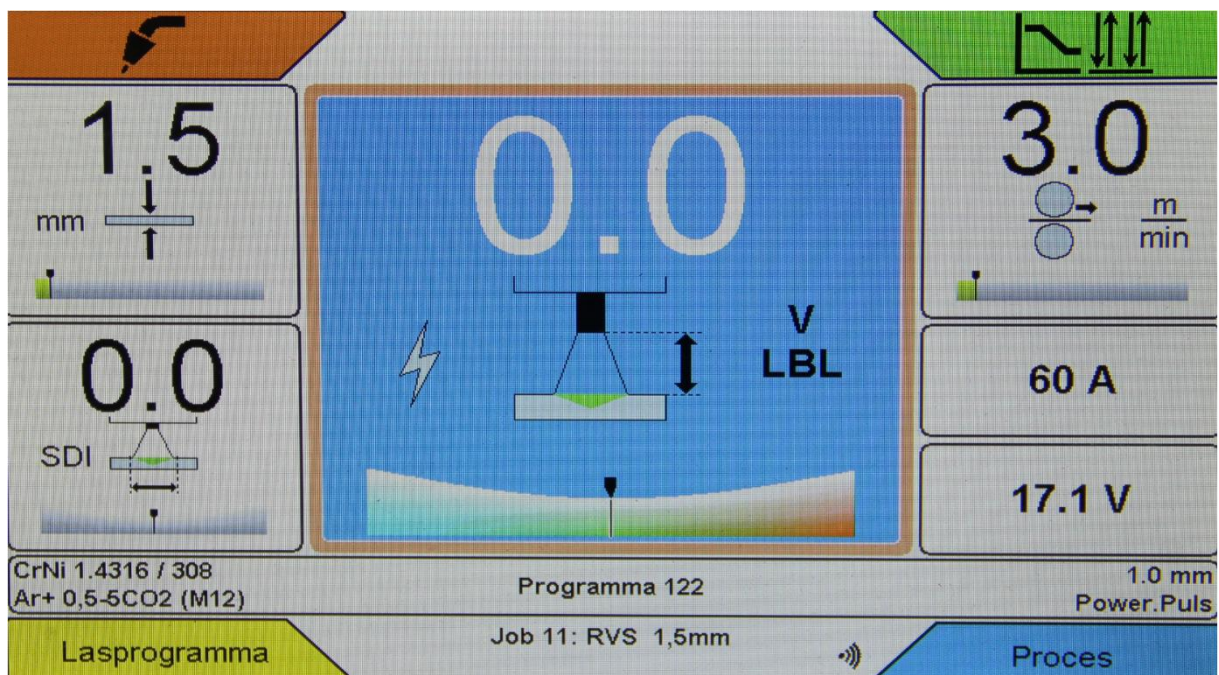 1.5
mm
0.0
SDI
0.0
V
LBL
3.0
m
min
60 A
17.1 V
CrNi 1.4316 / 308
Ar+ 0,5-5CO2 (M12)
Programma 122
1.0 mm
Power.Puls
Lasprogramma
Job 11: RVS 1,5mm
Proces